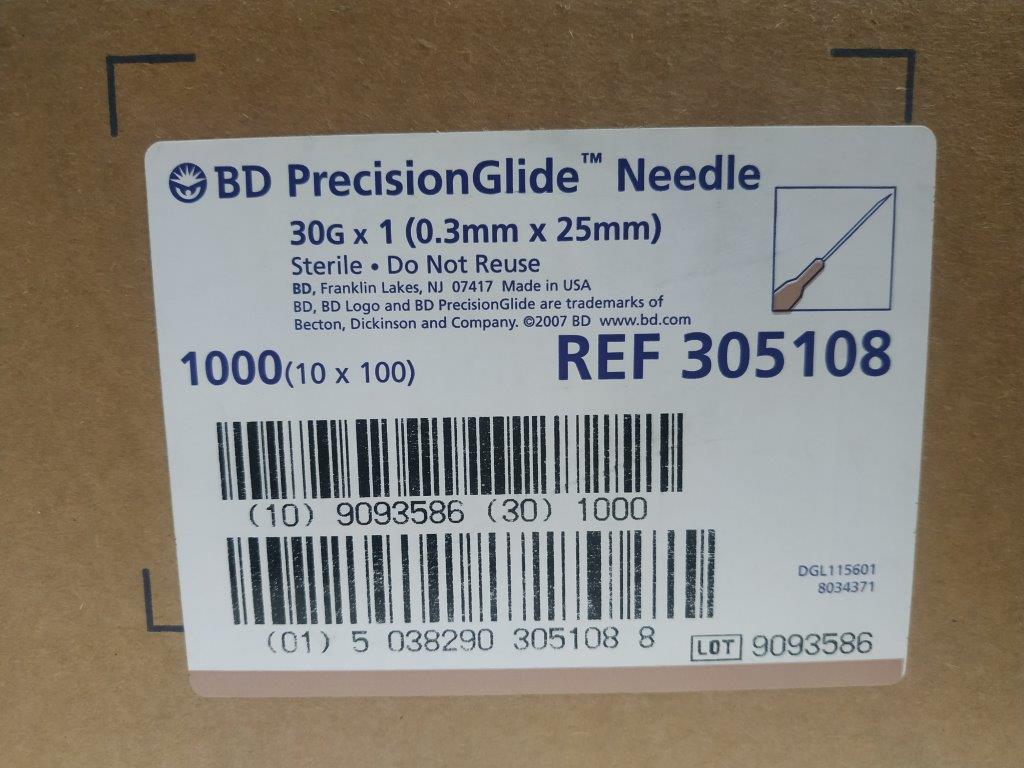 BD PrecisionGlide™ Needle
30G x 1 (0.3mm x 25mm)
Sterile • Do Not Reuse
BD, Franklin Lakes, NJ 07417 Made in USA
BD, BD Logo and BD PrecisionGlide are trademarks of
Becton, Dickinson and Company. ©2007 BD www.bd.com
1000(10 x 100)
REF 305108
(10) 9093586 (30) 1000
DGL115601
8034371
(01) 5 038290 305108 8
LOT 9093586